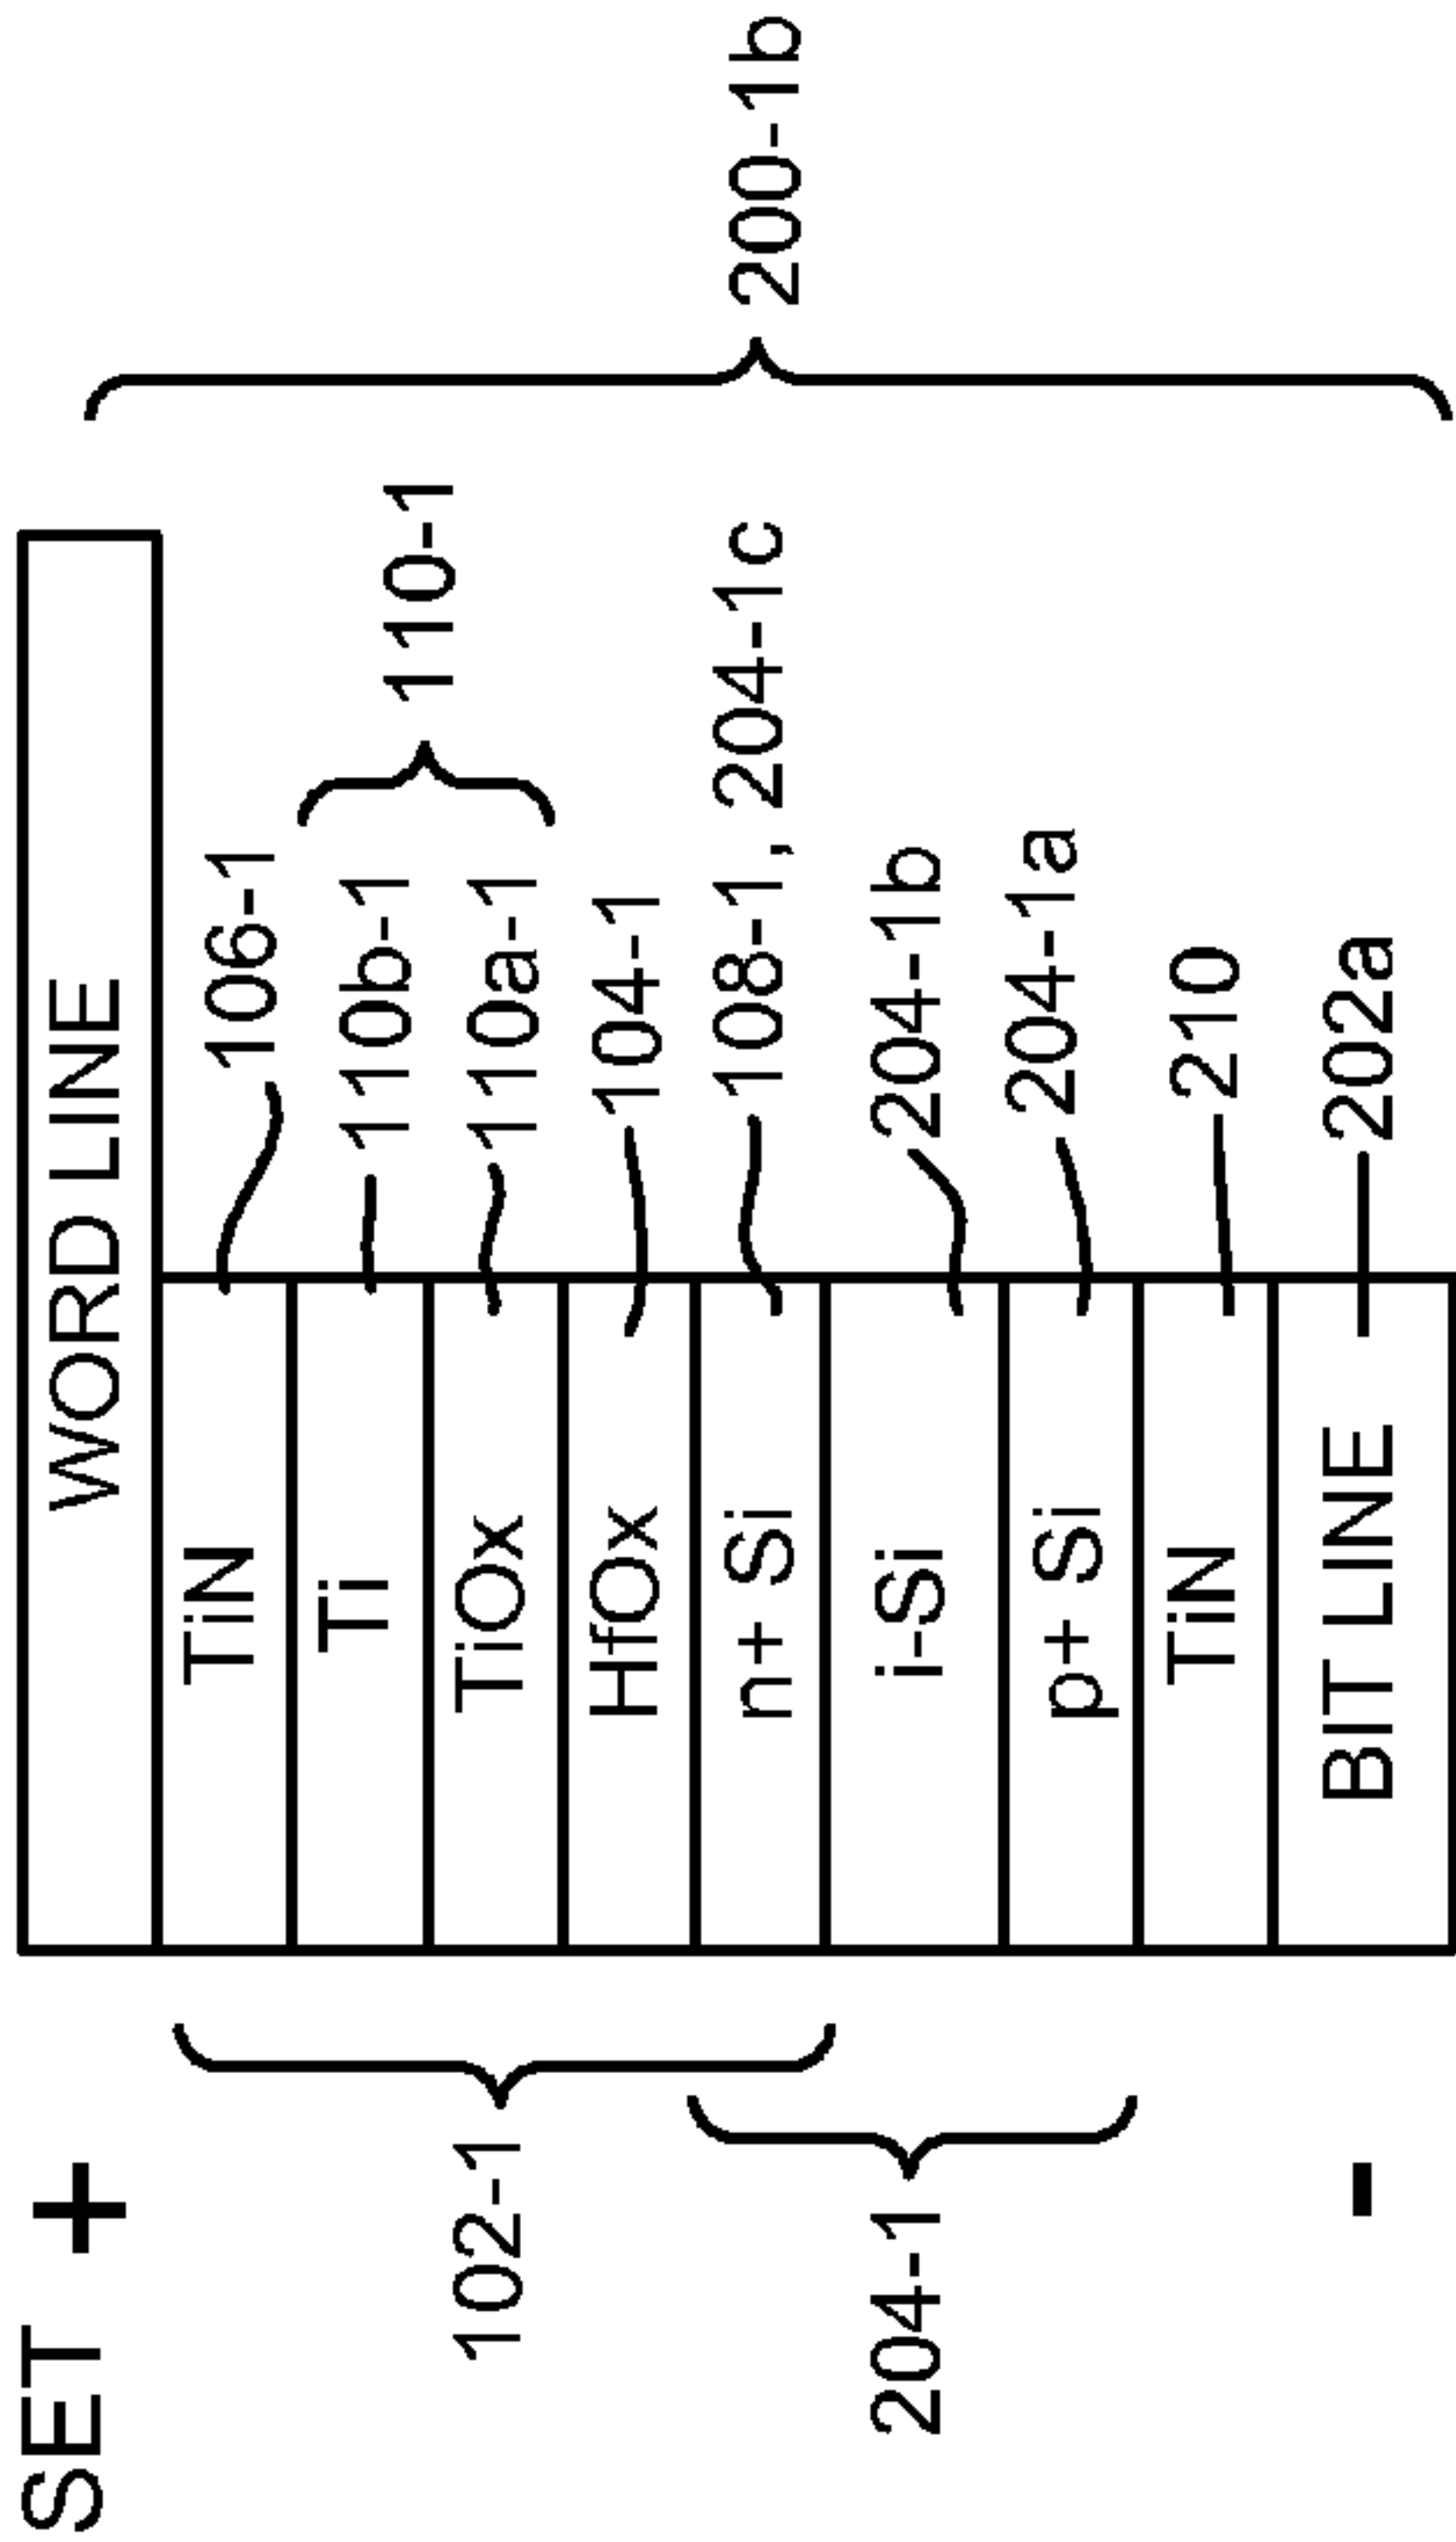 SET + WORD LINE
TiN 106-1
Ti 110b-1
TiOx 110a-1
110-1
102-1
HfOx 104-1
n+ Si 108-1, 204-1c
i-Si 204-1b
204-1
p+ Si 204-1a
TiN 210
- BIT LINE 202a
200-1b